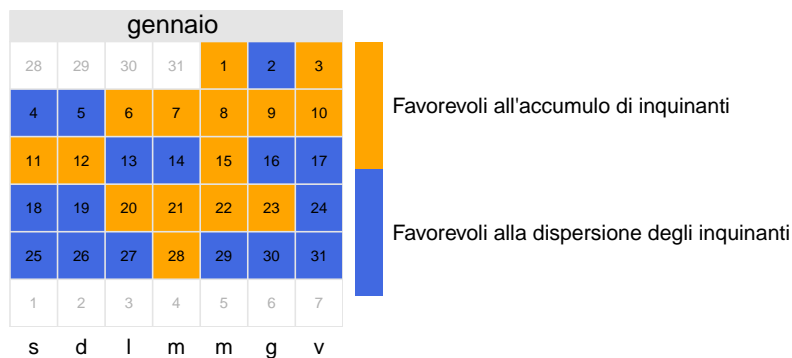 gennaio
28 29 30 31 1 2 3
4 5 6 7 8 9 10
11 12 13 14 15 16 17
18 19 20 21 22 23 24
25 26 27 28 29 30 31
1 2 3 4 5 6 7
s d l m m g v
Favorevoli all'accumulo di inquinanti
Favorevoli alla dispersione degli inquinanti